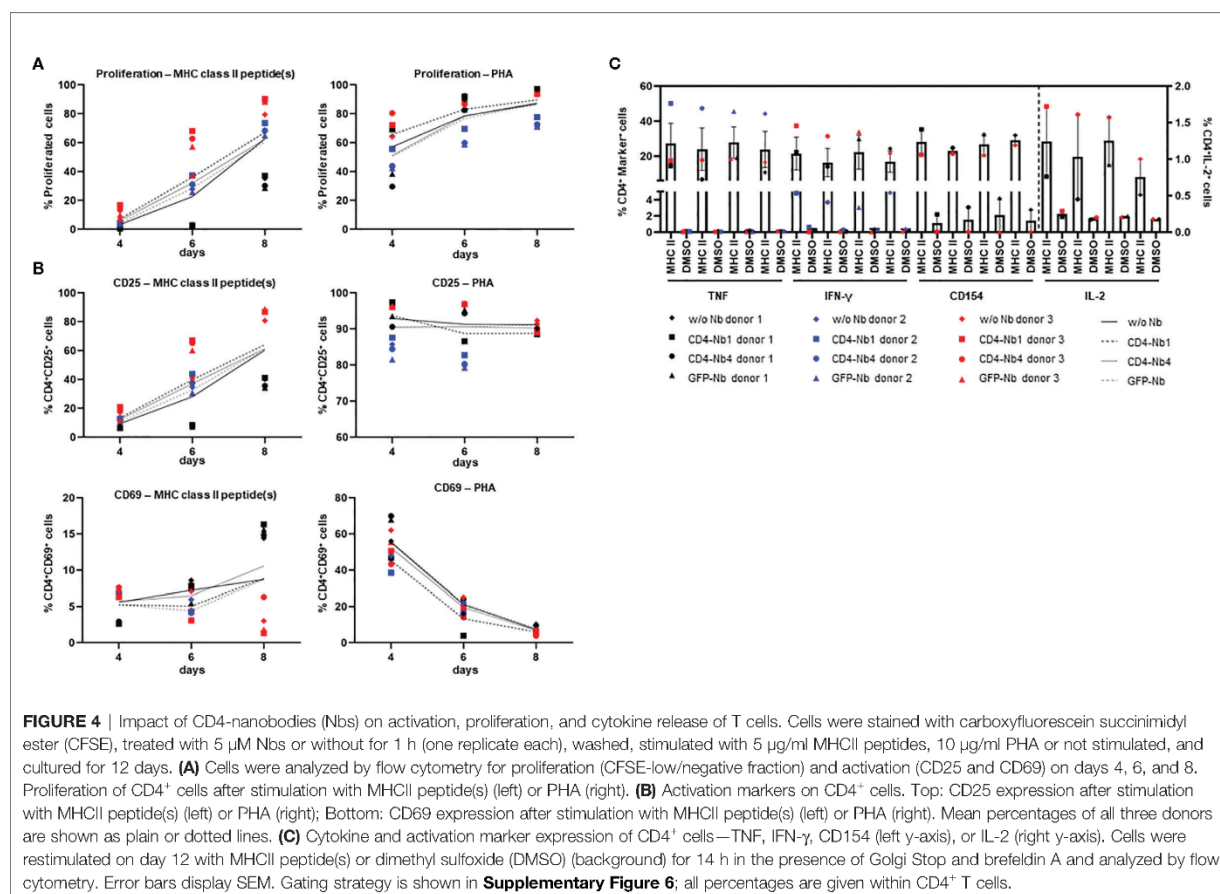 A
Proliferation – MHC class II peptide(s)
% Proliferated cells
100
80
60
40
20
0
4
6
8
days
Proliferation – PHA
% Proliferated cells
100
80
60
40
20
0
4
6
8
days
B
CD25 – MHC class II peptide(s)
% CD4⁺CD25⁺ cells
100
80
60
40
20
0
4
6
8
days
CD25 – PHA
% CD4⁺CD25⁺ cells
100
90
80
70
60
4
6
8
days
CD69 – MHC class II peptide(s)
% CD4⁺CD69⁺ cells
20
15
10
5
0
4
6
8
days
CD69 – PHA
% CD4⁺CD69⁺ cells
80
60
40
20
0
4
6
8
days
C
% CD4⁺ Marker⁺ cells
60
40
20
4
2
0
2.0
1.5
1.0
0.5
0.0
% CD4⁺IL-2⁺ cells
MHC II DMSO MHC II DMSO MHC II DMSO MHC II DMSO MHC II DMSO MHC II DMSO MHC II DMSO MHC II DMSO MHC II DMSO MHC II DMSO MHC II DMSO MHC II DMSO MHC II DMSO MHC II DMSO MHC II DMSO MHC II DMSO
TNF IFN-γ CD154 IL-2
w/o Nb donor 1 w/o Nb donor 2 w/o Nb donor 3 w/o Nb
CD4-Nb1 donor 1 CD4-Nb1 donor 2 CD4-Nb1 donor 3 CD4-Nb1
CD4-Nb4 donor 1 CD4-Nb4 donor 2 CD4-Nb4 donor 3 CD4-Nb4
GFP-Nb donor 1 GFP-Nb donor 2 GFP-Nb donor 3 GFP-Nb
FIGURE 4 | Impact of CD4-nanobodies (Nbs) on activation, proliferation, and cytokine release of T cells. Cells were stained with carboxyfluorescein succinimidyl
ester (CFSE), treated with 5 μM Nbs or without for 1 h (one replicate each), washed, stimulated with 5 μg/ml MHCII peptides, 10 μg/ml PHA or not stimulated, and
cultured for 12 days. (A) Cells were analyzed by flow cytometry for proliferation (CFSE-low/negative fraction) and activation (CD25 and CD69) on days 4, 6, and 8.
Proliferation of CD4⁺ cells after stimulation with MHCII peptide(s) (left) or PHA (right). (B) Activation markers on CD4⁺ cells. Top: CD25 expression after stimulation
with MHCII peptide(s) (left) or PHA (right); Bottom: CD69 expression after stimulation with MHCII peptide(s) (left) or PHA (right). Mean percentages of all three donors
are shown as plain or dotted lines. (C) Cytokine and activation marker expression of CD4⁺ cells—TNF, IFN-γ, CD154 (left y-axis), or IL-2 (right y-axis). Cells were
restimulated on day 12 with MHCII peptide(s) or dimethyl sulfoxide (DMSO) (background) for 14 h in the presence of Golgi Stop and brefeldin A and analyzed by flow
cytometry. Error bars display SEM. Gating strategy is shown in Supplementary Figure 6; all percentages are given within CD4⁺ T cells.